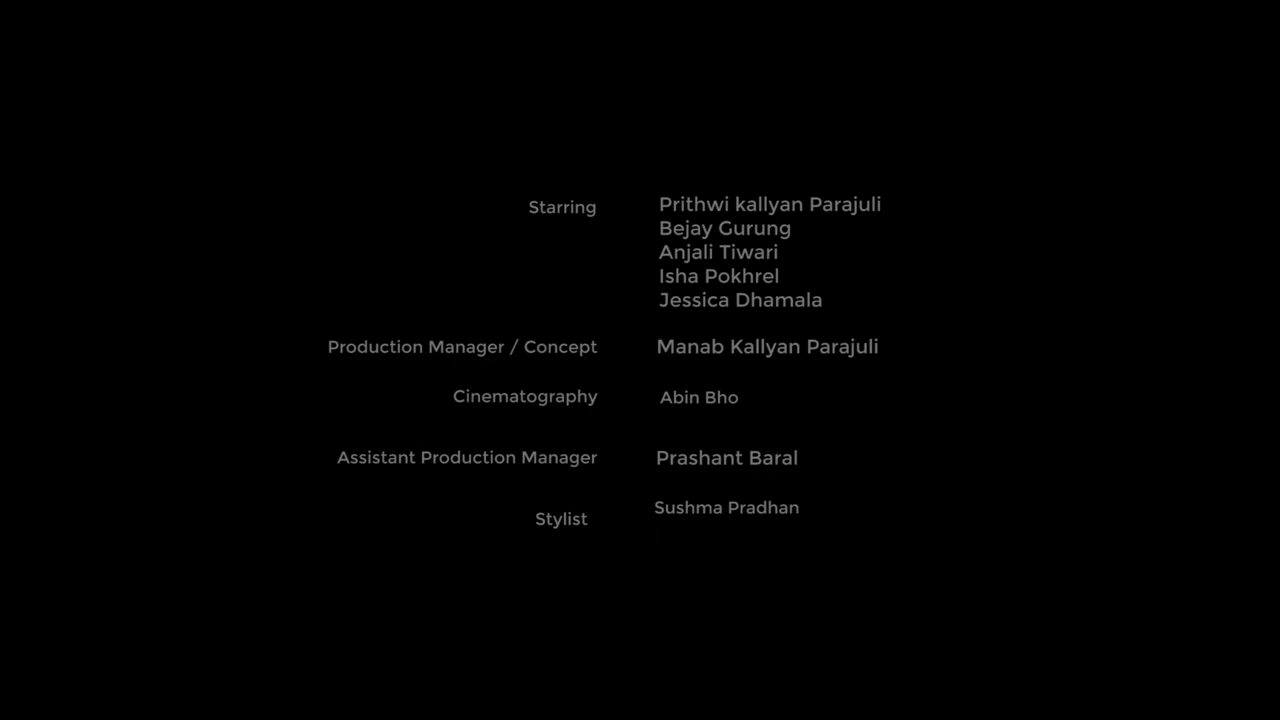 Starring Prithwi kallyan Parajuli
Bejay Gurung
Anjali Tiwari
Isha Pokhrel
Jessica Dhamala
Production Manager / Concept Manab Kallyan Parajuli
Cinematography Abin Bho
Assistant Production Manager Prashant Baral
Stylist Sushma Pradhan